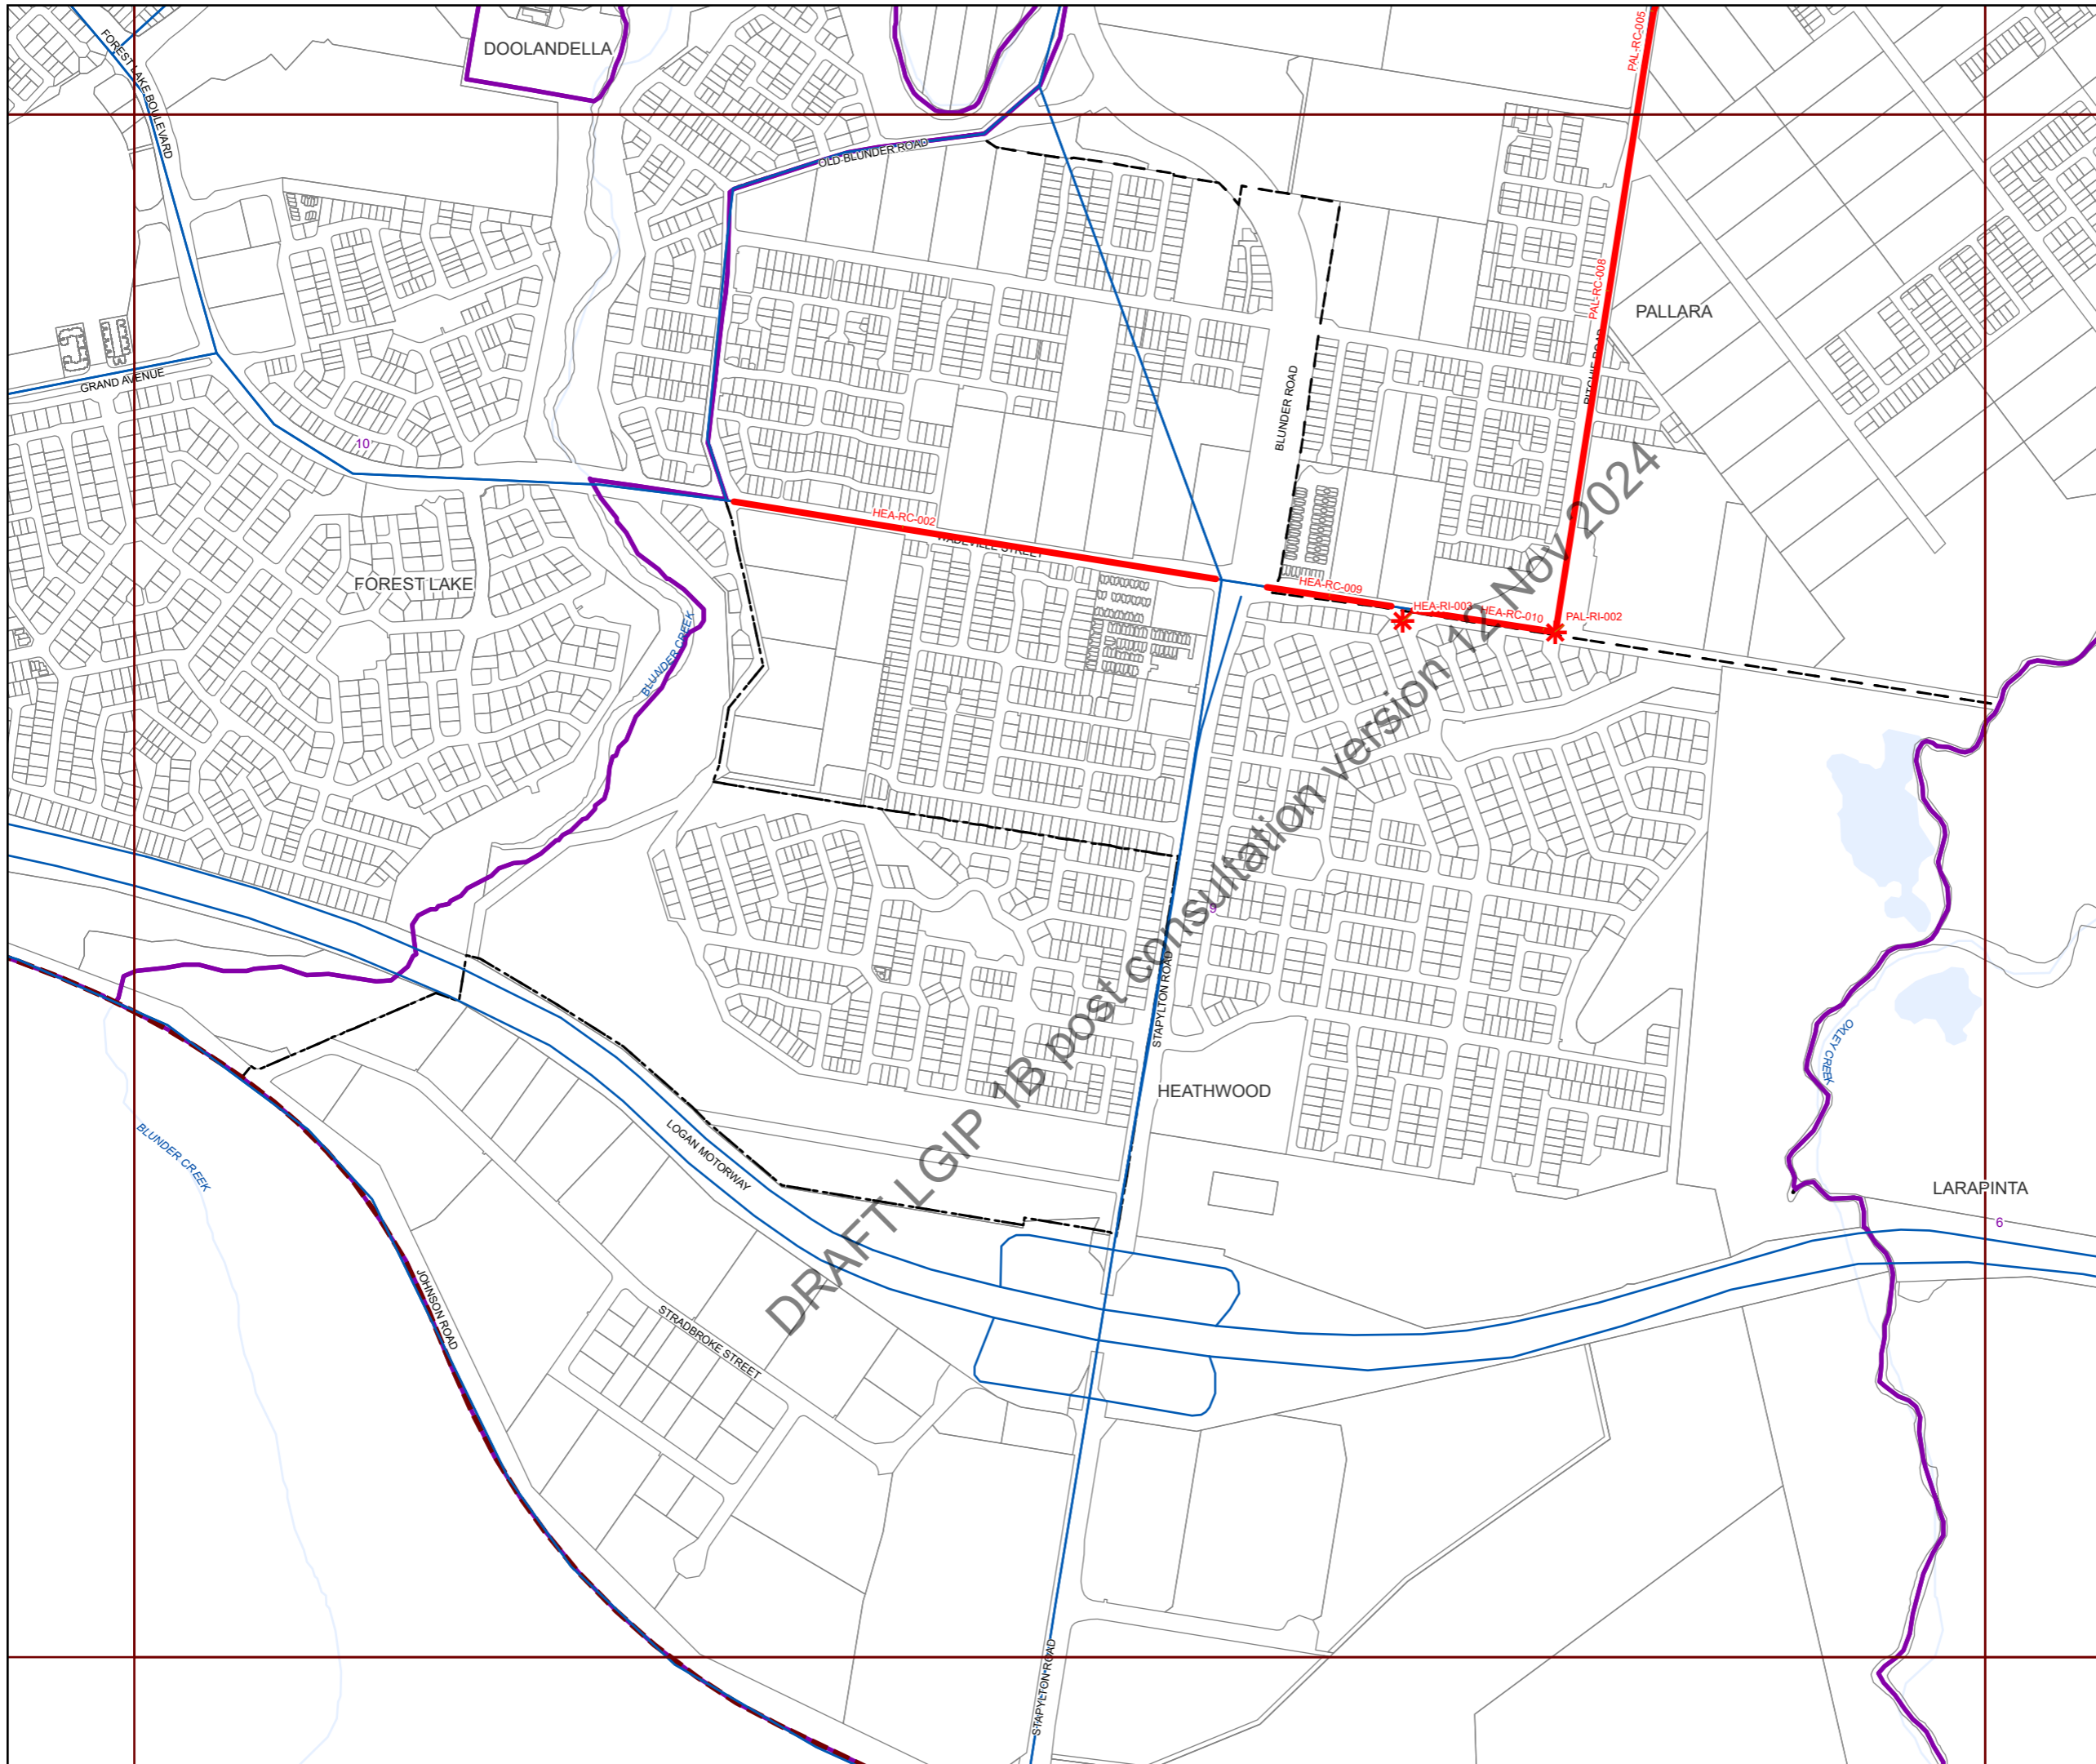 DOOLANDELLA
FOREST LAKE BOULEVARD
PAL-RC-005
OLD BLUNDER ROAD
PAL-RC-008
PALLARA
RITCHIE ROAD
GRAND AVENUE
BLUNDER ROAD
10
HEA-RC-002
WADEVILLE STREET
FOREST LAKE
HEA-RC-009
HEA-RI-003
HEA-RC-010
PAL-RI-002
BLUNDER CREEK
9
STAPYLTON ROAD
OXLEY CREEK
HEATHWOOD
BLUNDER CREEK
LOGAN MOTORWAY
LARAPINTA
6
JOHNSON ROAD
STRADBROKE STREET
STAPYLTON ROAD
DRAFT LGIP 1B post consultation version 12 Nov 2024